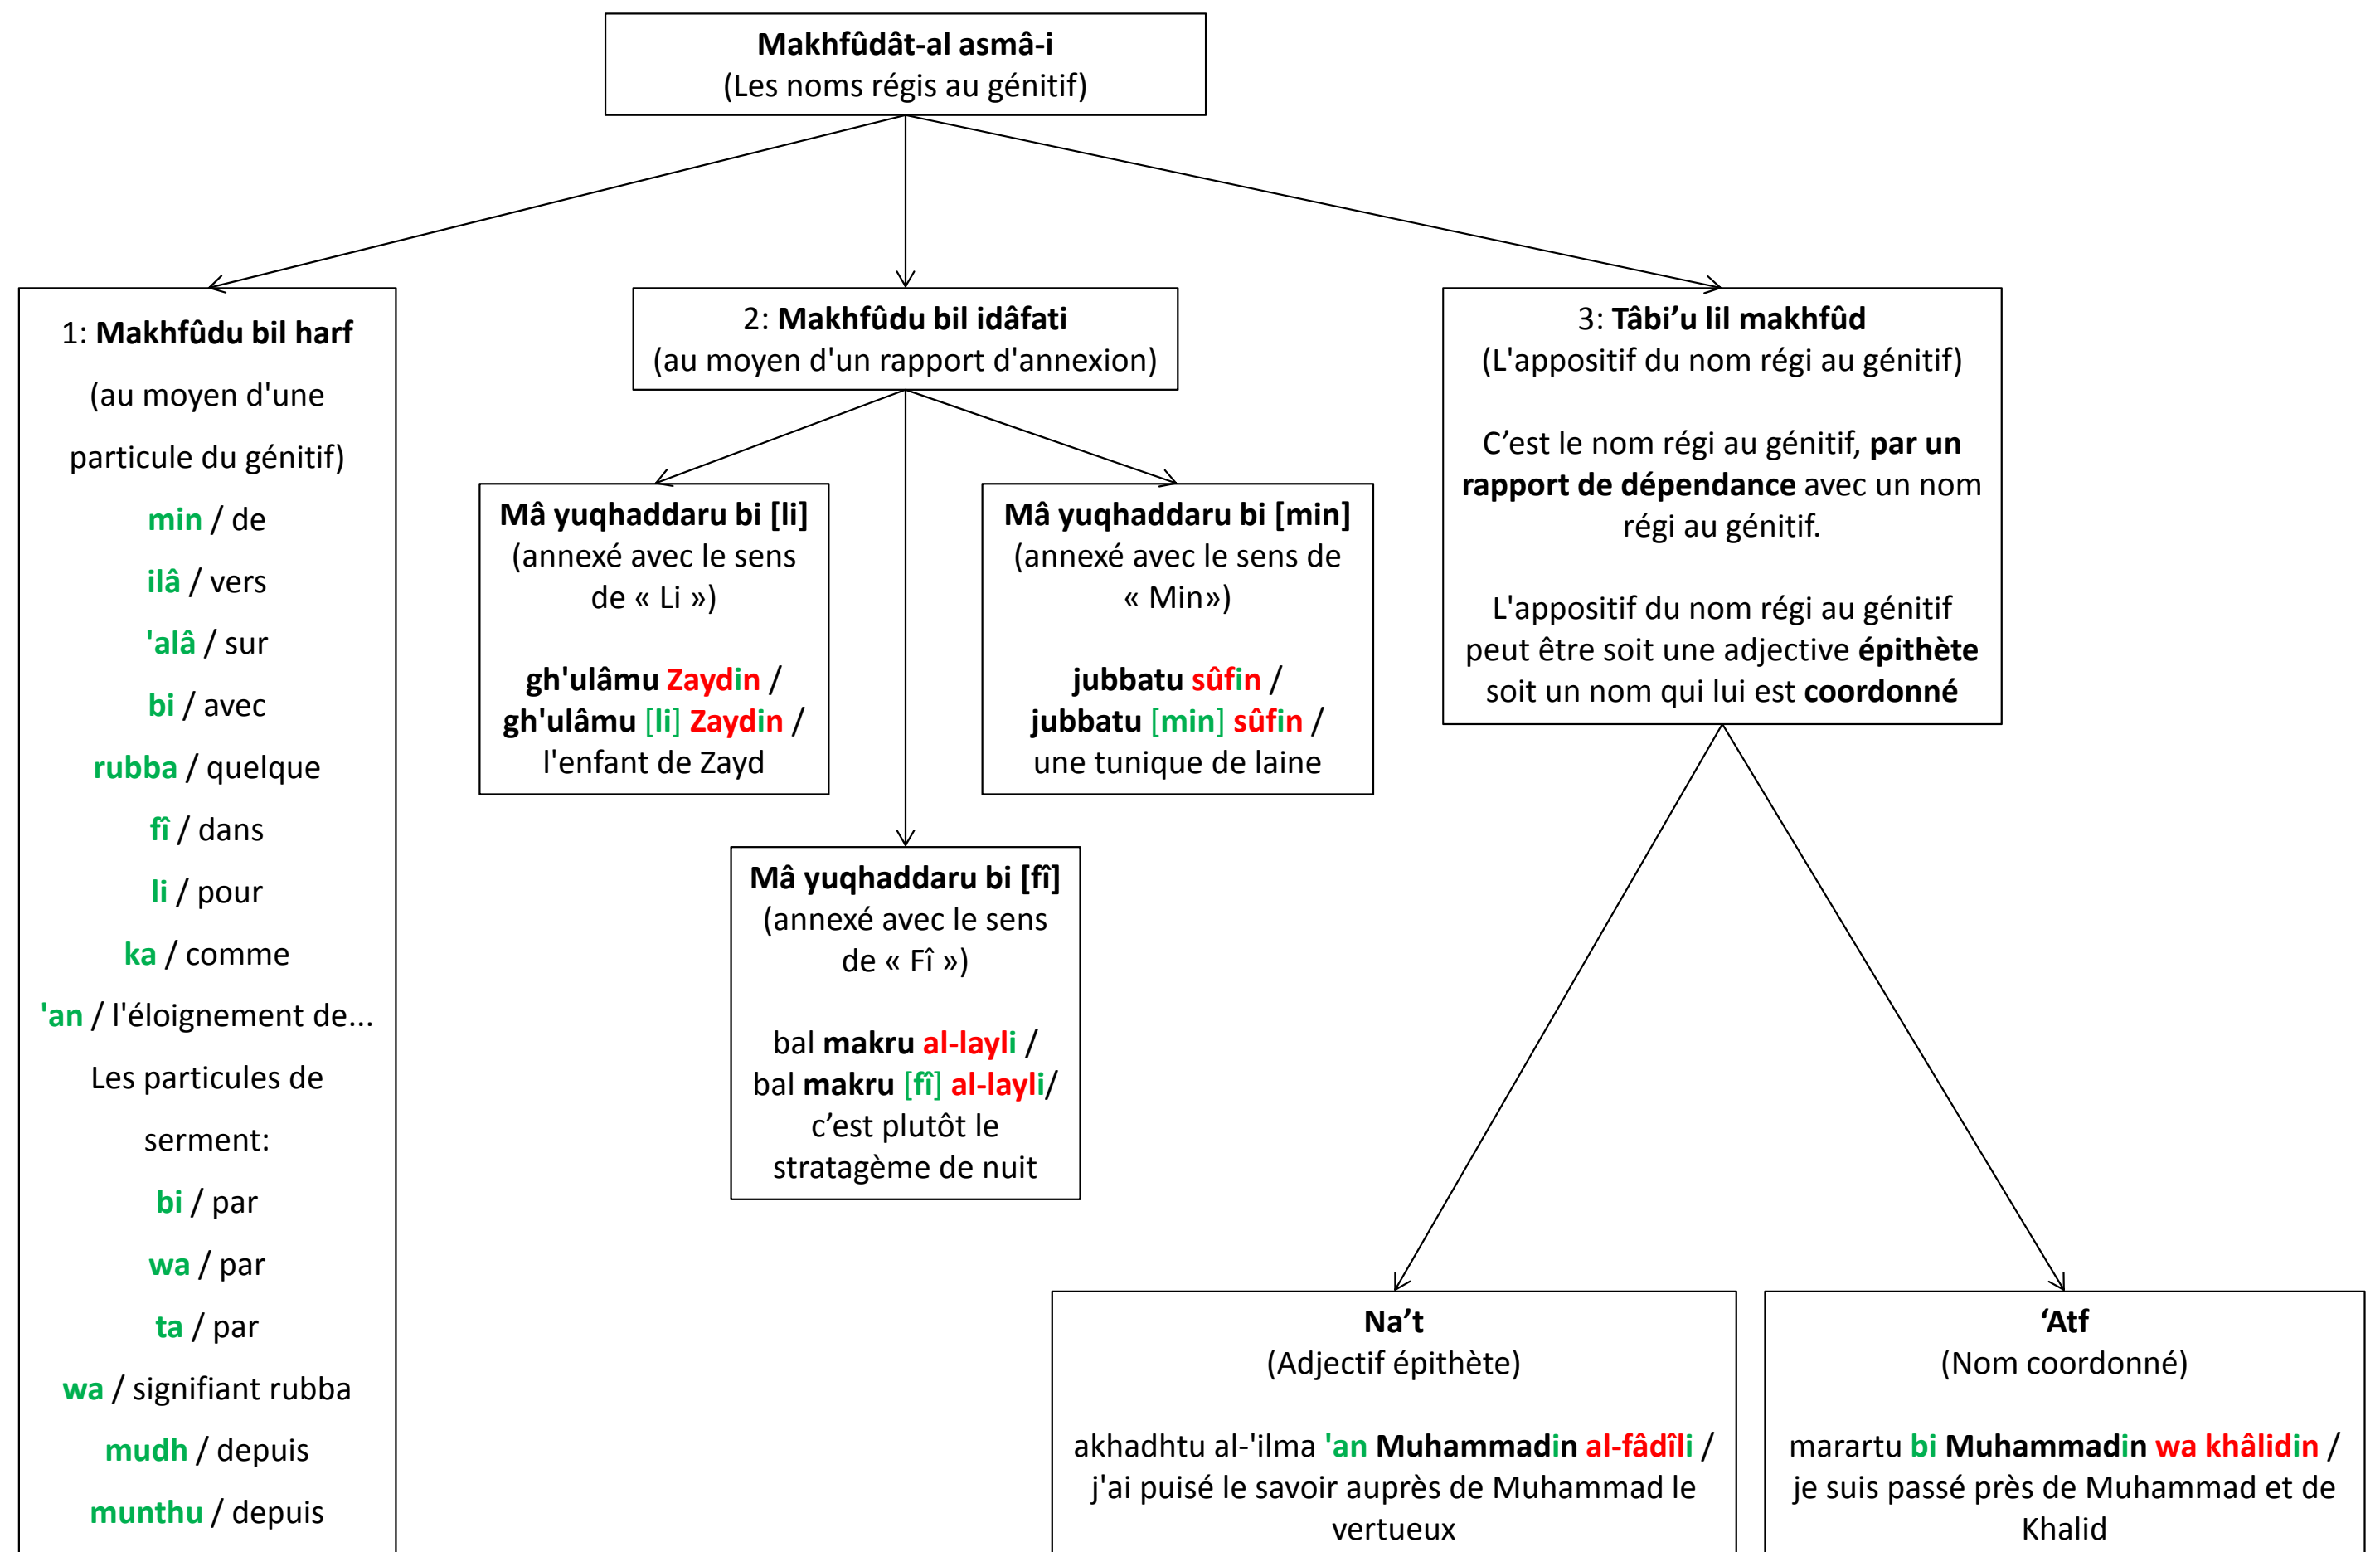 Makhfûdât-al asmâ-i
(Les noms régis au génitif)
1: Makhfûdu bil harf
(au moyen d'une
particule du génitif)
min / de
ilâ / vers
'alâ / sur
bi / avec
rubba / quelque
fî / dans
li / pour
ka / comme
'an / l'éloignement de...
Les particules de
serment:
bi / par
wa / par
ta / par
wa / signifiant rubba
mudh / depuis
munthu / depuis
2: Makhfûdu bil idâfati
(au moyen d'un rapport d'annexion)
Mâ yuqhaddaru bi [li]
(annexé avec le sens
de « Li »)
gh'ulâmu Zaydin /
gh'ulâmu [li] Zaydin /
l'enfant de Zayd
Mâ yuqhaddaru bi [min]
(annexé avec le sens de
« Min»)
jubbatu sûfin /
jubbatu [min] sûfin /
une tunique de laine
Mâ yuqhaddaru bi [fî]
(annexé avec le sens
de « Fî »)
bal makru al-layli /
bal makru [fî] al-layli/
c’est plutôt le
stratagème de nuit
3: Tâbi’u lil makhfûd
(L'appositif du nom régi au génitif)
C’est le nom régi au génitif, par un
rapport de dépendance avec un nom
régi au génitif.
L'appositif du nom régi au génitif
peut être soit une adjective épithète
soit un nom qui lui est coordonné
Na’t
(Adjectif épithète)
akhadhtu al-'ilma 'an Muhammadin al-fâdîli /
j'ai puisé le savoir auprès de Muhammad le
vertueux
‘Atf
(Nom coordonné)
marartu bi Muhammadin wa khâlidin /
je suis passé près de Muhammad et de
Khalid